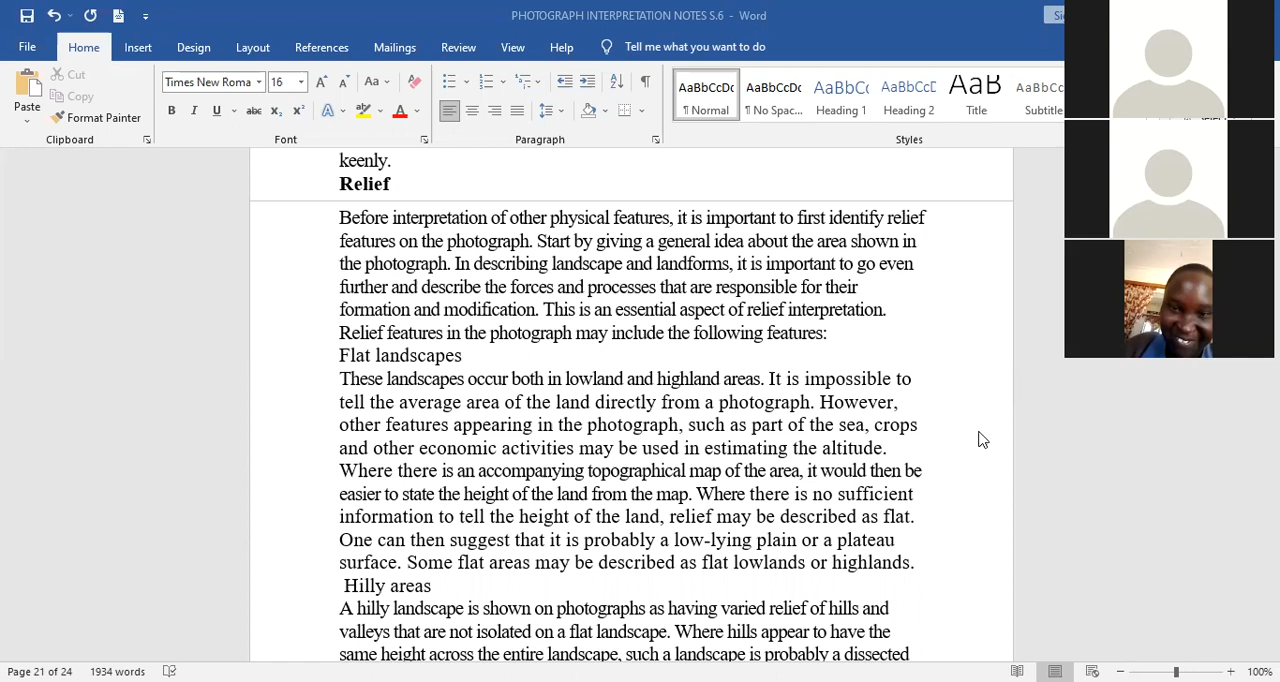 PHOTOGRAPH INTERPRETATION NOTES S.6 - Word
File Home Insert Design Layout References Mailings Review View Help Tell me what you want to do
Paste
Cut
Copy
Format Painter
Times New Roma 16
AaBbCcDc AaBbCcDc AaBbC AaBbCcD AaB AaBbCcD
¶ Normal ¶ No Spac... Heading 1 Heading 2 Title Subtitle
Clipboard Font Paragraph Styles
keenly.
Relief
Before interpretation of other physical features, it is important to first identify relief
features on the photograph. Start by giving a general idea about the area shown in
the photograph. In describing landscape and landforms, it is important to go even
further and describe the forces and processes that are responsible for their
formation and modification. This is an essential aspect of relief interpretation.
Relief features in the photograph may include the following features:
Flat landscapes
These landscapes occur both in lowland and highland areas. It is impossible to
tell the average area of the land directly from a photograph. However,
other features appearing in the photograph, such as part of the sea, crops
and other economic activities may be used in estimating the altitude.
Where there is an accompanying topographical map of the area, it would then be
easier to state the height of the land from the map. Where there is no sufficient
information to tell the height of the land, relief may be described as flat.
One can then suggest that it is probably a low-lying plain or a plateau
surface. Some flat areas may be described as flat lowlands or highlands.
Hilly areas
A hilly landscape is shown on photographs as having varied relief of hills and
valleys that are not isolated on a flat landscape. Where hills appear to have the
same height across the entire landscape, such a landscape is probably a dissected
Page 21 of 24 1934 words 100%